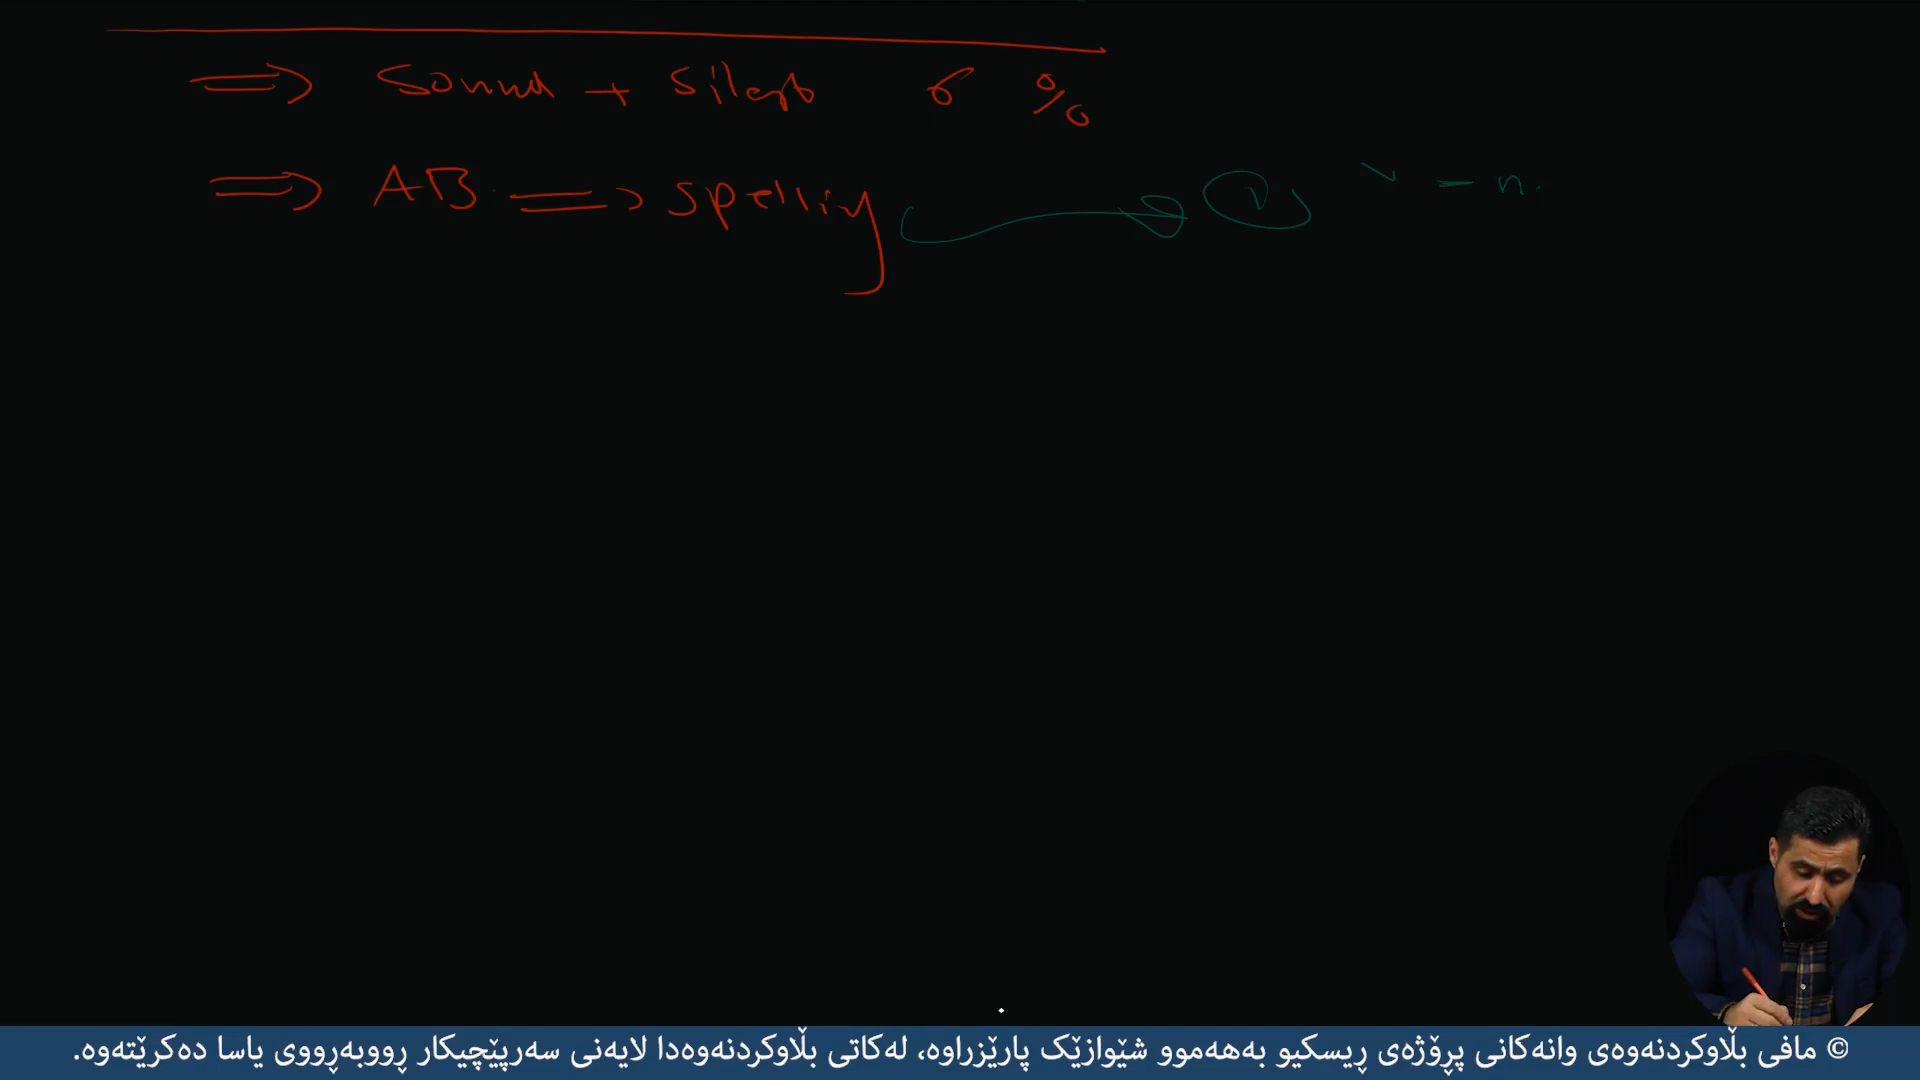 ⇒ Sound + Silent 6 %
⇒ AB ⇒ spelling v - n.
© مافی بڵاوکردنەوەی وانەکانی پڕۆژەی ڕیسکیو بەهەموو شێوازێک پارێزراوە، لەکاتی بڵاوکردنەوەدا لایەنی سەرپێچیکار ڕووبەڕووی یاسا دەکرێتەوە.